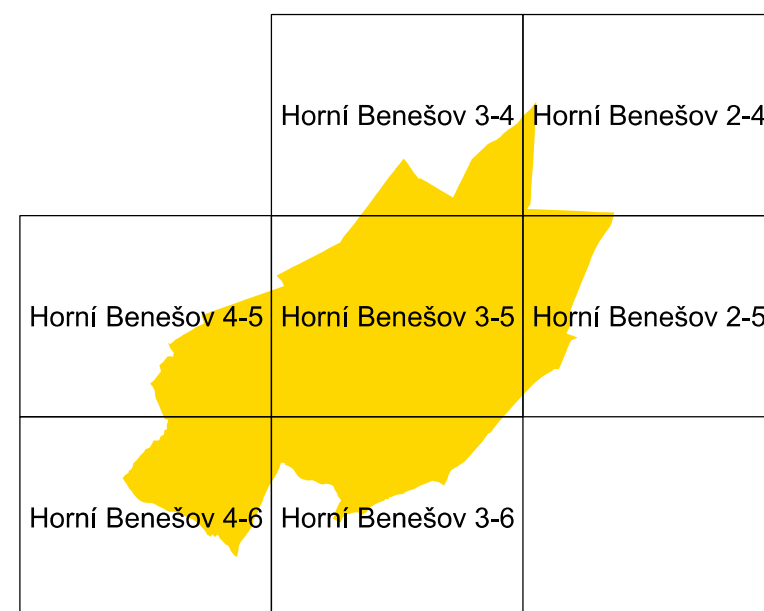 Horní Benešov 3-4
Horní Benešov 2-4
Horní Benešov 4-5
Horní Benešov 3-5
Horní Benešov 2-5
Horní Benešov 4-6
Horní Benešov 3-6